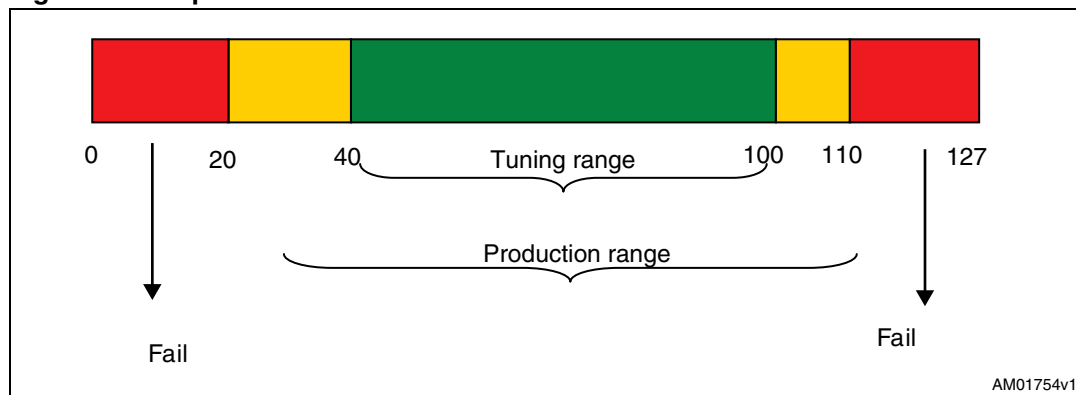 0 20 40 Tuning range 100 110 127
Production range
Fail
Fail
AM01754v1